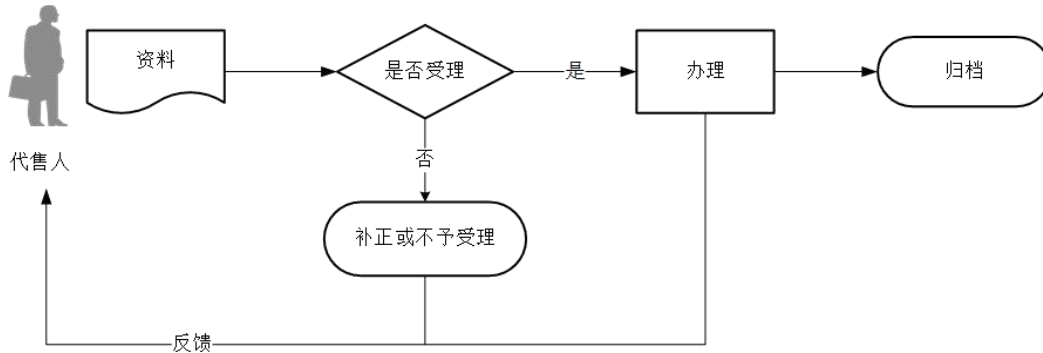 资料
是否受理
是
办理
归档
代售人
否
补正或不予受理
反馈